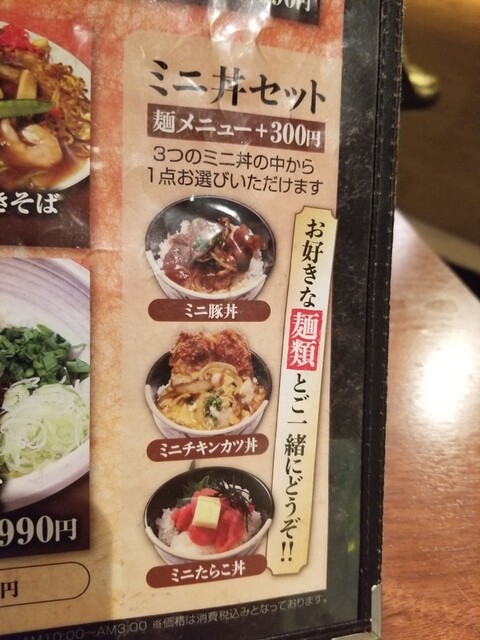 ミニ丼セット
麺メニュー+300円
3つのミニ丼の中から
1点お選びいただけます
お好きな麺類とご一緒にどうぞ!!
ミニ豚丼
ミニチキンカツ丼
ミニたらこ丼
きそば
990円
円
AM10:00〜AM3:00 ※価格は消費税込みとなっております。